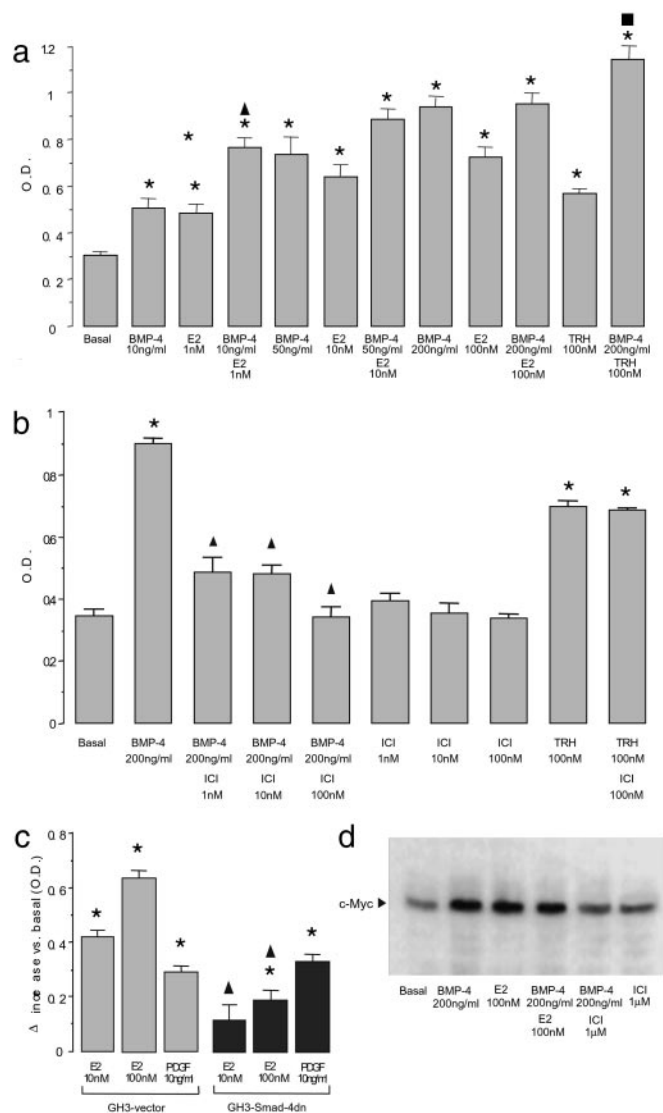 a
O.D.
1.2
1
0.8
0.6
0.4
0.2
0
Basal
BMP-4
10ng/ml
E2
1nM
BMP-4
10ng/ml
E2
1nM
BMP-4
50ng/ml
E2
10nM
BMP-4
50ng/ml
E2
10nM
BMP-4
200ng/ml
E2
100nM
BMP-4
200ng/ml
E2
100nM
TRH
100nM
BMP-4
200ng/ml
TRH
100nM
b
O.D.
1
0.8
0.6
0.4
0.2
0
Basal
BMP-4
200ng/ml
BMP-4
200ng/ml
ICI
1nM
BMP-4
200ng/ml
ICI
10nM
BMP-4
200ng/ml
ICI
100nM
ICI
1nM
ICI
10nM
ICI
100nM
TRH
100nM
TRH
100nM
ICI
100nM
c
Δ increase vs. basal (O.D.)
0.8
0.6
0.4
0.2
0
E2
10nM
E2
100nM
PDGF
10ng/ml
E2
10nM
E2
100nM
PDGF
10ng/ml
GH3-vector
GH3-Smad-4dn
d
c-Myc
Basal
BMP-4
200ng/ml
E2
100nM
BMP-4
200ng/ml
E2
100nM
BMP-4
200ng/ml
ICI
1µM
ICI
1µM